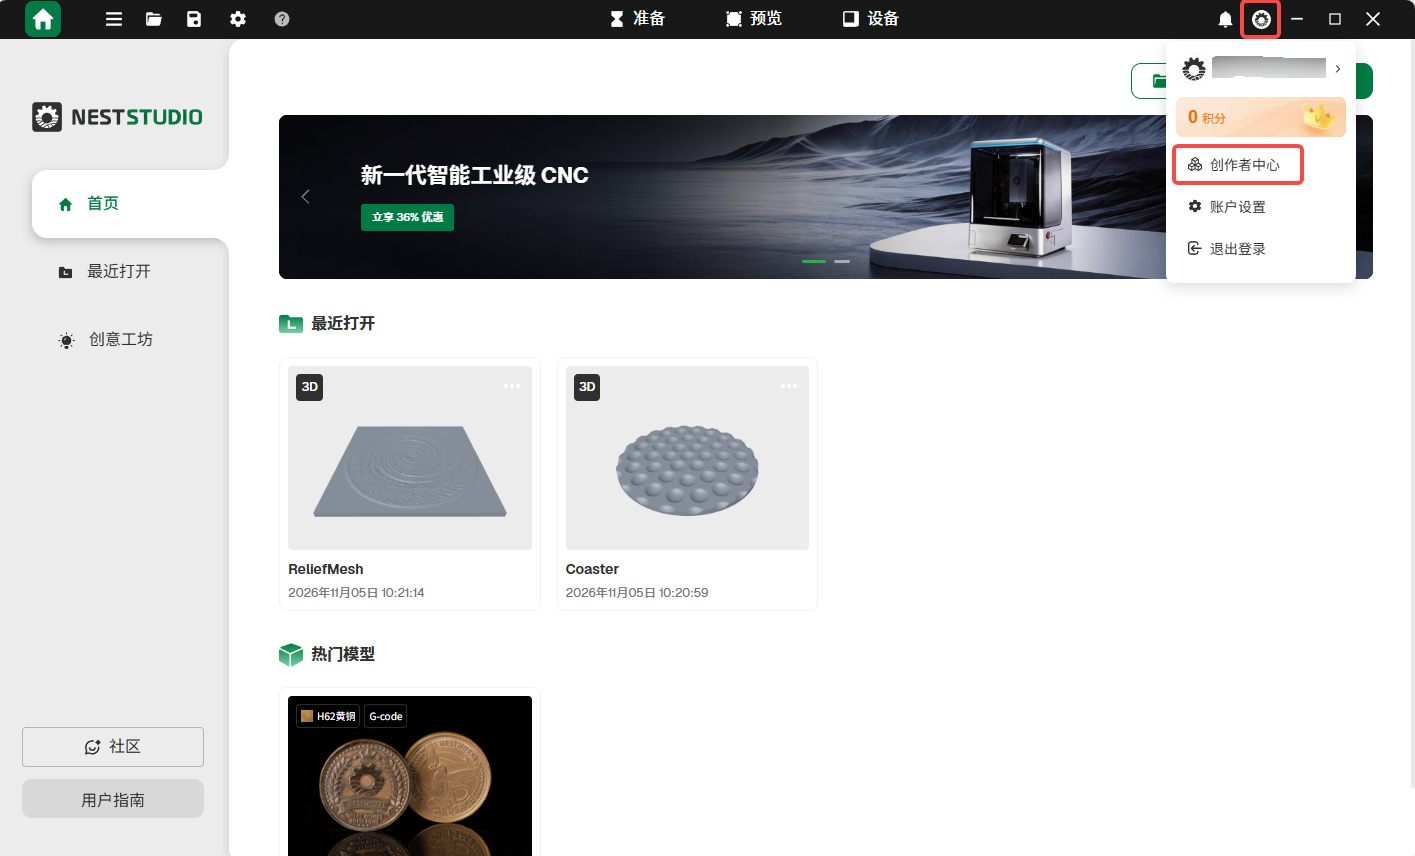 准备
预览
设备
NESTSTUDIO
首页
最近打开
创意工坊
社区
用户指南
0 积分
创作者中心
账户设置
退出登录
新一代智能工业级 CNC
立享 36% 优惠
最近打开
3D
ReliefMesh
2026年11月05日 10:21:14
3D
Coaster
2026年11月05日 10:20:59
热门模型
H62黄铜
G-code